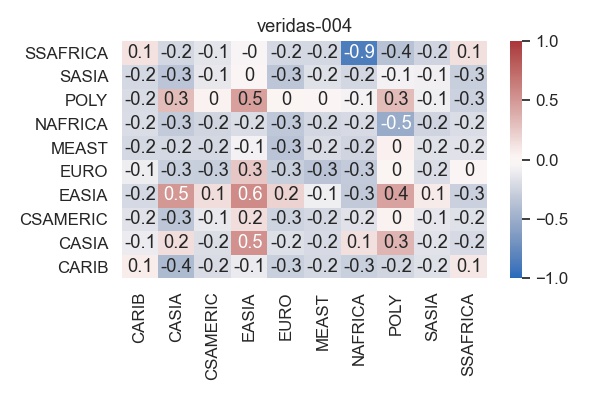 veridas-004
SSAFRICA 0.1 -0.2 -0.1 -0 -0.2 -0.2 -0.9 -0.4 -0.2 0.1
SASIA -0.2 -0.3 -0.1 0 -0.3 -0.2 -0.2 -0.1 -0.1 -0.3
POLY -0.2 0.3 0 0.5 0 0 -0.1 0.3 -0.1 -0.3
NAFRICA -0.2 -0.3 -0.2 -0.2 -0.3 -0.2 -0.2 -0.5 -0.2 -0.2
MEAST -0.2 -0.2 -0.2 -0.1 -0.3 -0.2 -0.2 0 -0.2 -0.2
EURO -0.1 -0.3 -0.3 0.3 -0.3 -0.3 -0.3 0 -0.2 0
EASIA -0.2 0.5 0.1 0.6 0.2 -0.1 -0.3 0.4 0.1 -0.3
CSAMERIC -0.2 -0.3 -0.1 0.2 -0.3 -0.2 -0.2 0 -0.1 -0.2
CASIA -0.1 0.2 -0.2 0.5 -0.2 -0.2 0.1 0.3 -0.2 -0.2
CARIB 0.1 -0.4 -0.2 -0.1 -0.3 -0.2 -0.3 -0.2 -0.2 0.1
CARIB CASIA CSAMERIC EASIA EURO MEAST NAFRICA POLY SASIA SSAFRICA
1.0
0.5
0.0
−0.5
−1.0